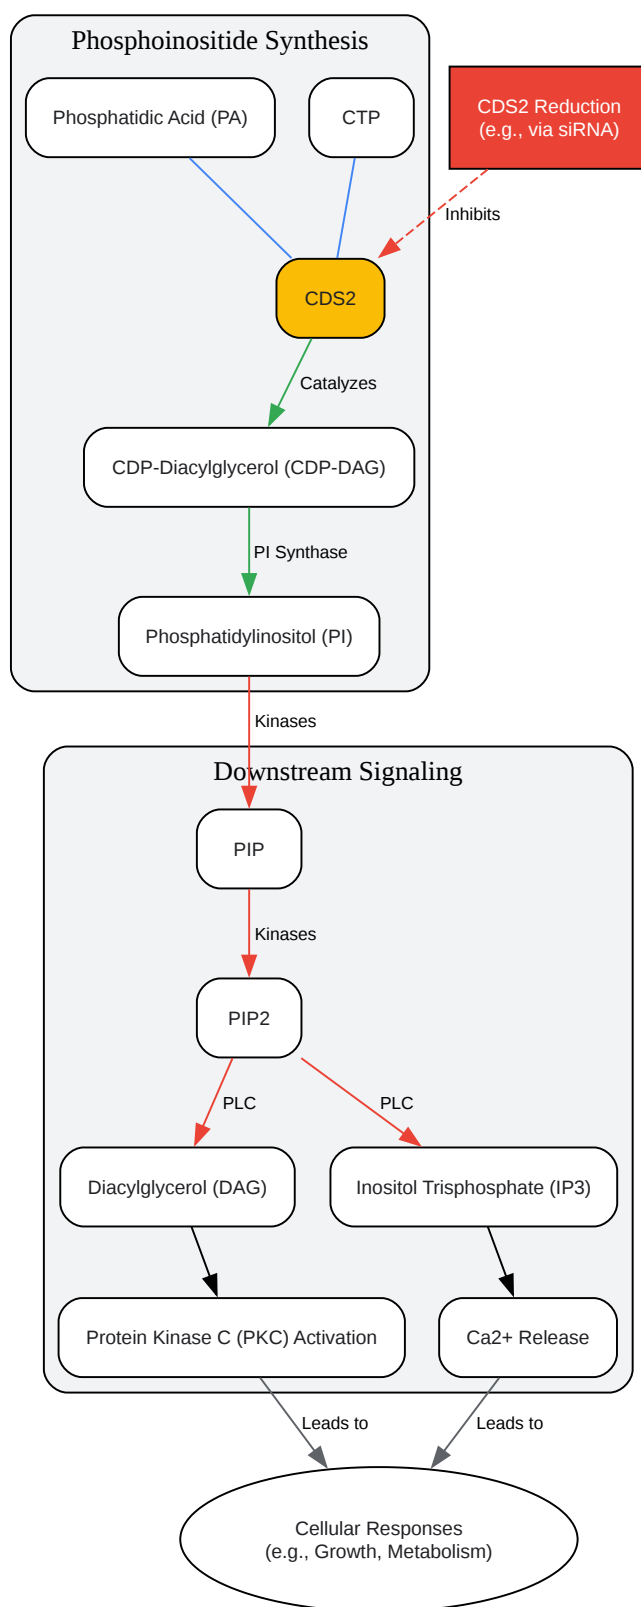 Phosphoinositide Synthesis
Phosphatidic Acid (PA)
CTP
CDS2 Reduction
(e.g., via siRNA)
Inhibits
CDS2
Catalyzes
CDP-Diacylglycerol (CDP-DAG)
PI Synthase
Phosphatidylinositol (PI)
Kinases
Downstream Signaling
PIP
Kinases
PIP2
PLC
PLC
Diacylglycerol (DAG)
Inositol Trisphosphate (IP3)
Protein Kinase C (PKC) Activation
Ca2+ Release
Leads to
Leads to
Cellular Responses
(e.g., Growth, Metabolism)